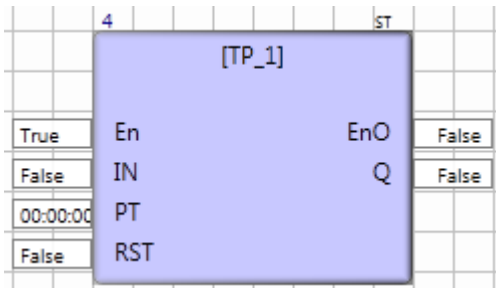 4 ST
[TP_1]
True En EnO False
False IN Q False
00:00:00 PT
False RST